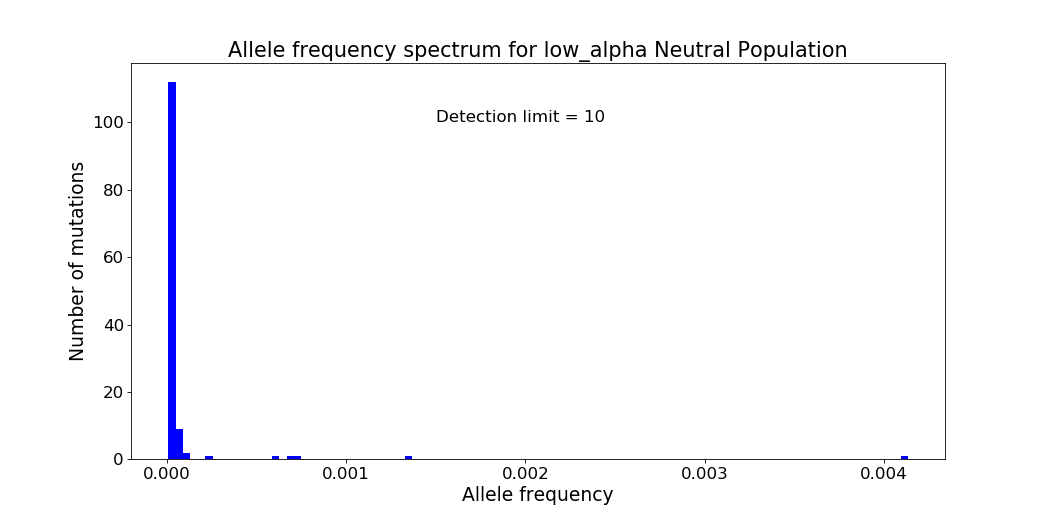 Allele frequency spectrum for low_alpha Neutral Population
Detection limit = 10
Number of mutations
100
80
60
40
20
0
0.000 0.001 0.002 0.003 0.004
Allele frequency